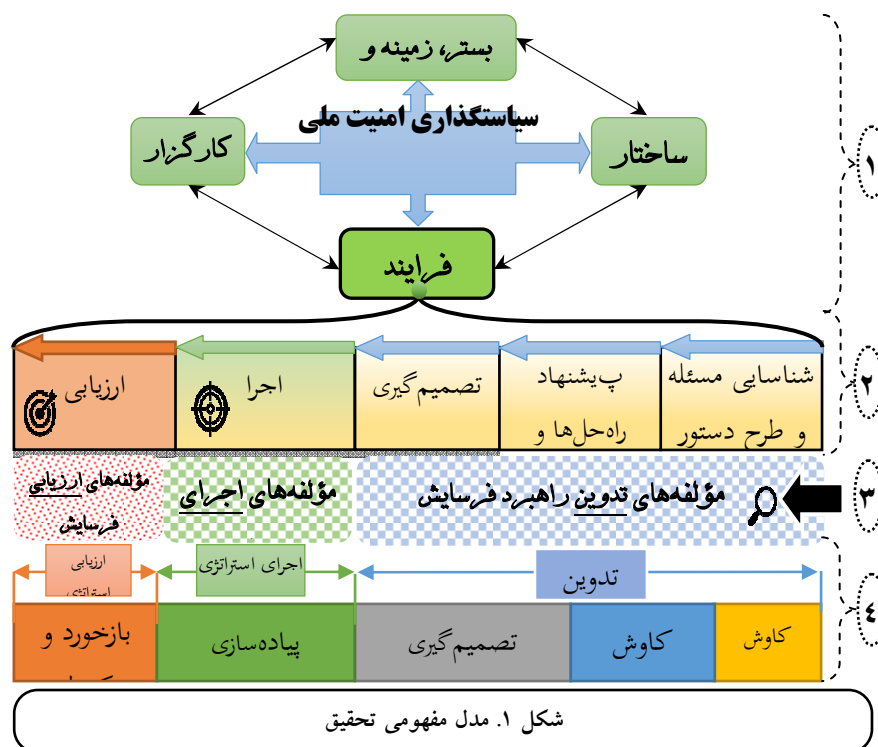 بستر، زمینه و
سیاستگذاری امنیت ملی
ساختار
کارگزار
۱
فرایند
شناسایی مسئله
و طرح دستور
پیشنهاد
راه‌حل‌ها و
تصمیم‌گیری
اجرا
ارزیابی
۲
مؤلفه‌های تدوین راهبرد فرسایش
مؤلفه‌های اجرای
مؤلفه‌های ارزیابی
فرسایش
۳
تدوین
اجرای استراتژی
ارزیابی
استراتژی
کاوش
کاوش
تصمیم‌گیری
پیاده‌سازی
بازخورد و
۴
شکل ۱. مدل مفهومی تحقیق